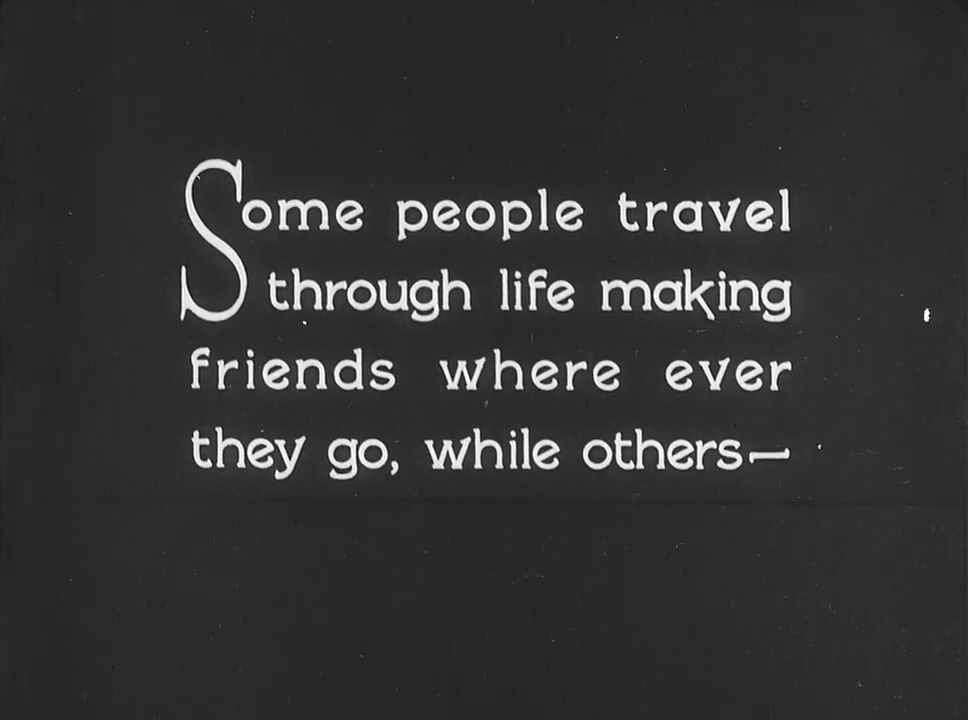 Some people travel
through life making
friends where ever
they go, while others—